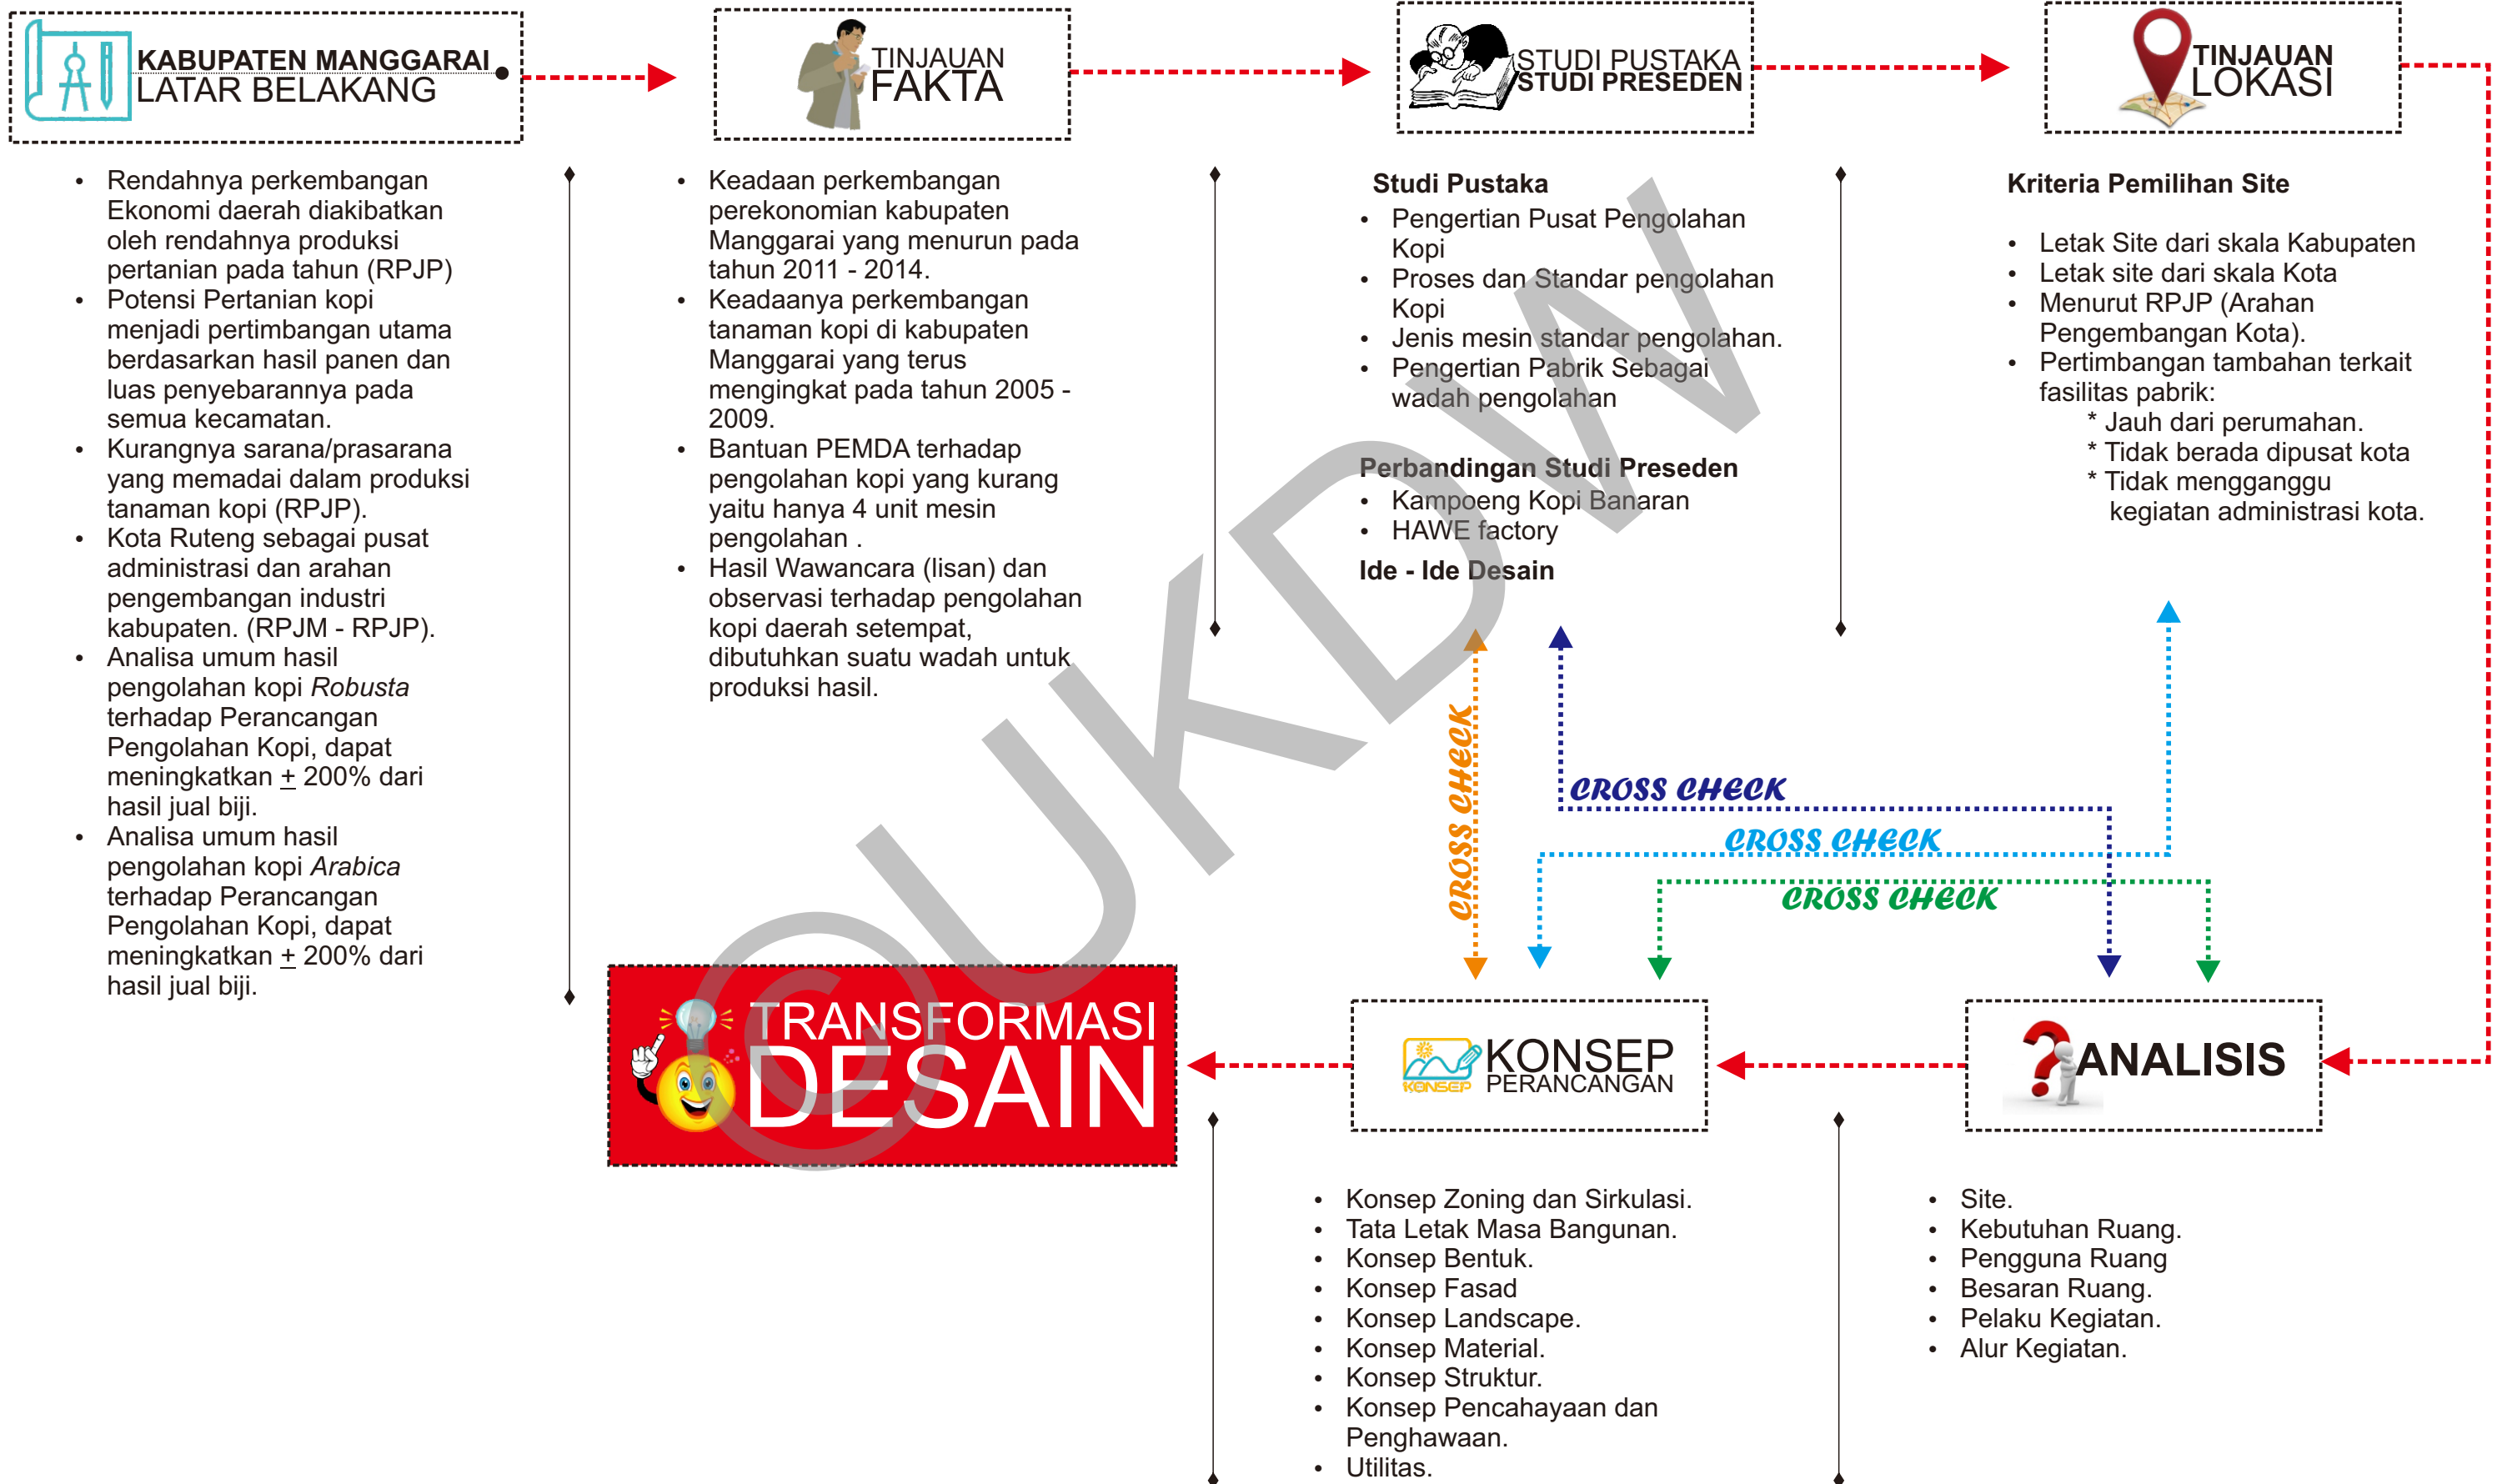 KABUPATEN MANGGARAI
LATAR BELAKANG
TINJAUAN
FAKTA
STUDI PUSTAKA
STUDI PRESEDEN
TINJAUAN
LOKASI
• Rendahnya perkembangan
Ekonomi daerah diakibatkan
oleh rendahnya produksi
pertanian pada tahun (RPJP)
• Potensi Pertanian kopi
menjadi pertimbangan utama
berdasarkan hasil panen dan
luas penyebarannya pada
semua kecamatan.
• Kurangnya sarana/prasarana
yang memadai dalam produksi
tanaman kopi (RPJP).
• Kota Ruteng sebagai pusat
administrasi dan arahan
pengembangan industri
kabupaten. (RPJM - RPJP).
• Analisa umum hasil
pengolahan kopi Robusta
terhadap Perancangan
Pengolahan Kopi, dapat
meningkatkan ± 200% dari
hasil jual biji.
• Analisa umum hasil
pengolahan kopi Arabica
terhadap Perancangan
Pengolahan Kopi, dapat
meningkatkan ± 200% dari
hasil jual biji.
• Keadaan perkembangan
perekonomian kabupaten
Manggarai yang menurun pada
tahun 2011 - 2014.
• Keadaanya perkembangan
tanaman kopi di kabupaten
Manggarai yang terus
mengingkat pada tahun 2005 -
2009.
• Bantuan PEMDA terhadap
pengolahan kopi yang kurang
yaitu hanya 4 unit mesin
pengolahan .
• Hasil Wawancara (lisan) dan
observasi terhadap pengolahan
kopi daerah setempat,
dibutuhkan suatu wadah untuk
produksi hasil.
Studi Pustaka
• Pengertian Pusat Pengolahan
Kopi
• Proses dan Standar pengolahan
Kopi
• Jenis mesin standar pengolahan.
• Pengertian Pabrik Sebagai
wadah pengolahan
Perbandingan Studi Preseden
• Kampoeng Kopi Banaran
• HAWE factory
Ide - Ide Desain
Kriteria Pemilihan Site
• Letak Site dari skala Kabupaten
• Letak site dari skala Kota
• Menurut RPJP (Arahan
Pengembangan Kota).
• Pertimbangan tambahan terkait
fasilitas pabrik:
* Jauh dari perumahan.
* Tidak berada dipusat kota
* Tidak mengganggu
kegiatan administrasi kota.
CROSS CHECK
CROSS CHECK
CROSS CHECK
CROSS CHECK
©UKDW
TRANSFORMASI
DESAIN
KONSEP
KONSEP
PERANCANGAN
ANALISIS
• Konsep Zoning dan Sirkulasi.
• Tata Letak Masa Bangunan.
• Konsep Bentuk.
• Konsep Fasad
• Konsep Landscape.
• Konsep Material.
• Konsep Struktur.
• Konsep Pencahayaan dan
Penghawaan.
• Utilitas.
• Site.
• Kebutuhan Ruang.
• Pengguna Ruang
• Besaran Ruang.
• Pelaku Kegiatan.
• Alur Kegiatan.